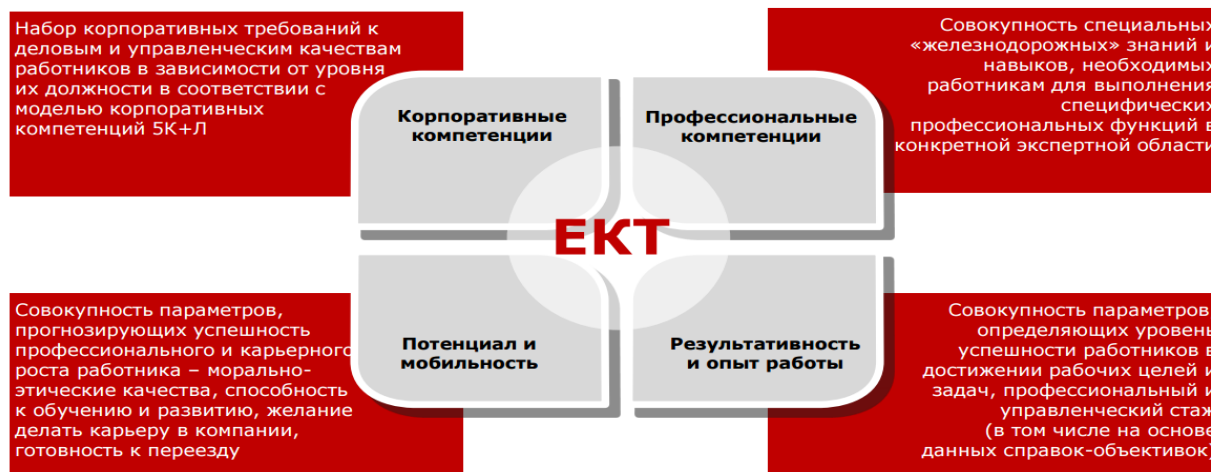 Набор корпоративных требований к
деловым и управленческим качествам
работников в зависимости от уровня
их должности в соответствии с
моделью корпоративных
компетенций 5К+Л
Совокупность специальных
«железнодорожных» знаний и
навыков, необходимых
работникам для выполнения
специфических
профессиональных функций в
конкретной экспертной области
Корпоративные
компетенции
Профессиональные
компетенции
ЕКТ
Потенциал и
мобильность
Результативность
и опыт работы
Совокупность параметров,
прогнозирующих успешность
профессионального и карьерного
роста работника – морально-
этические качества, способность
к обучению и развитию, желание
делать карьеру в компании,
готовность к переезду
Совокупность параметров,
определяющих уровень
успешности работников в
достижении рабочих целей и
задач, профессиональный и
управленческий стаж
(в том числе на основе
данных справок-объективок)